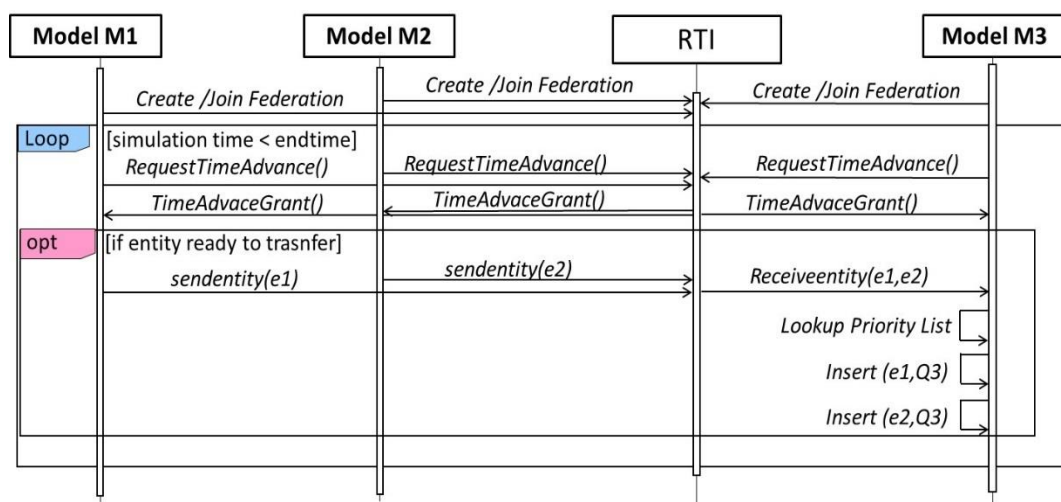 Model M1
Model M2
RTI
Model M3
Create /Join Federation
Create /Join Federation
Create /Join Federation
Loop
[simulation time < endtime]
RequestTimeAdvance()
RequestTimeAdvance()
RequestTimeAdvance()
TimeAdvaceGrant()
TimeAdvaceGrant()
TimeAdvaceGrant()
opt
[if entity ready to trasnfer]
sendentity(e1)
sendentity(e2)
Receiveentity(e1,e2)
Lookup Priority List
Insert (e1,Q3)
Insert (e2,Q3)